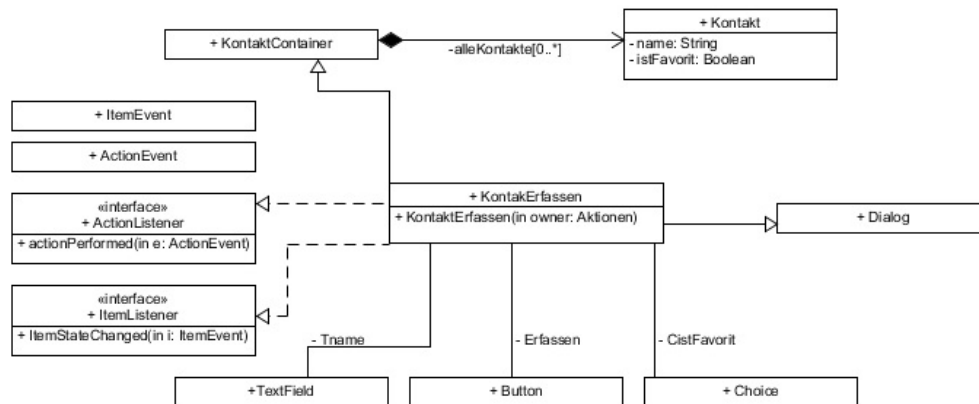 + Kontakt
- name: String
- istFavorit: Boolean
+ KontaktContainer
-alleKontakte[0..*]
+ ItemEvent
+ ActionEvent
«interface»
+ ActionListener
+ actionPerformed(in e: ActionEvent)
+ KontakErfassen
+ KontaktErfassen(in owner: Aktionen)
+ Dialog
«interface»
+ ItemListener
+ ItemStateChanged(in i: ItemEvent)
- Tname
- Erfassen
- CistFavorit
+TextField
+ Button
+ Choice